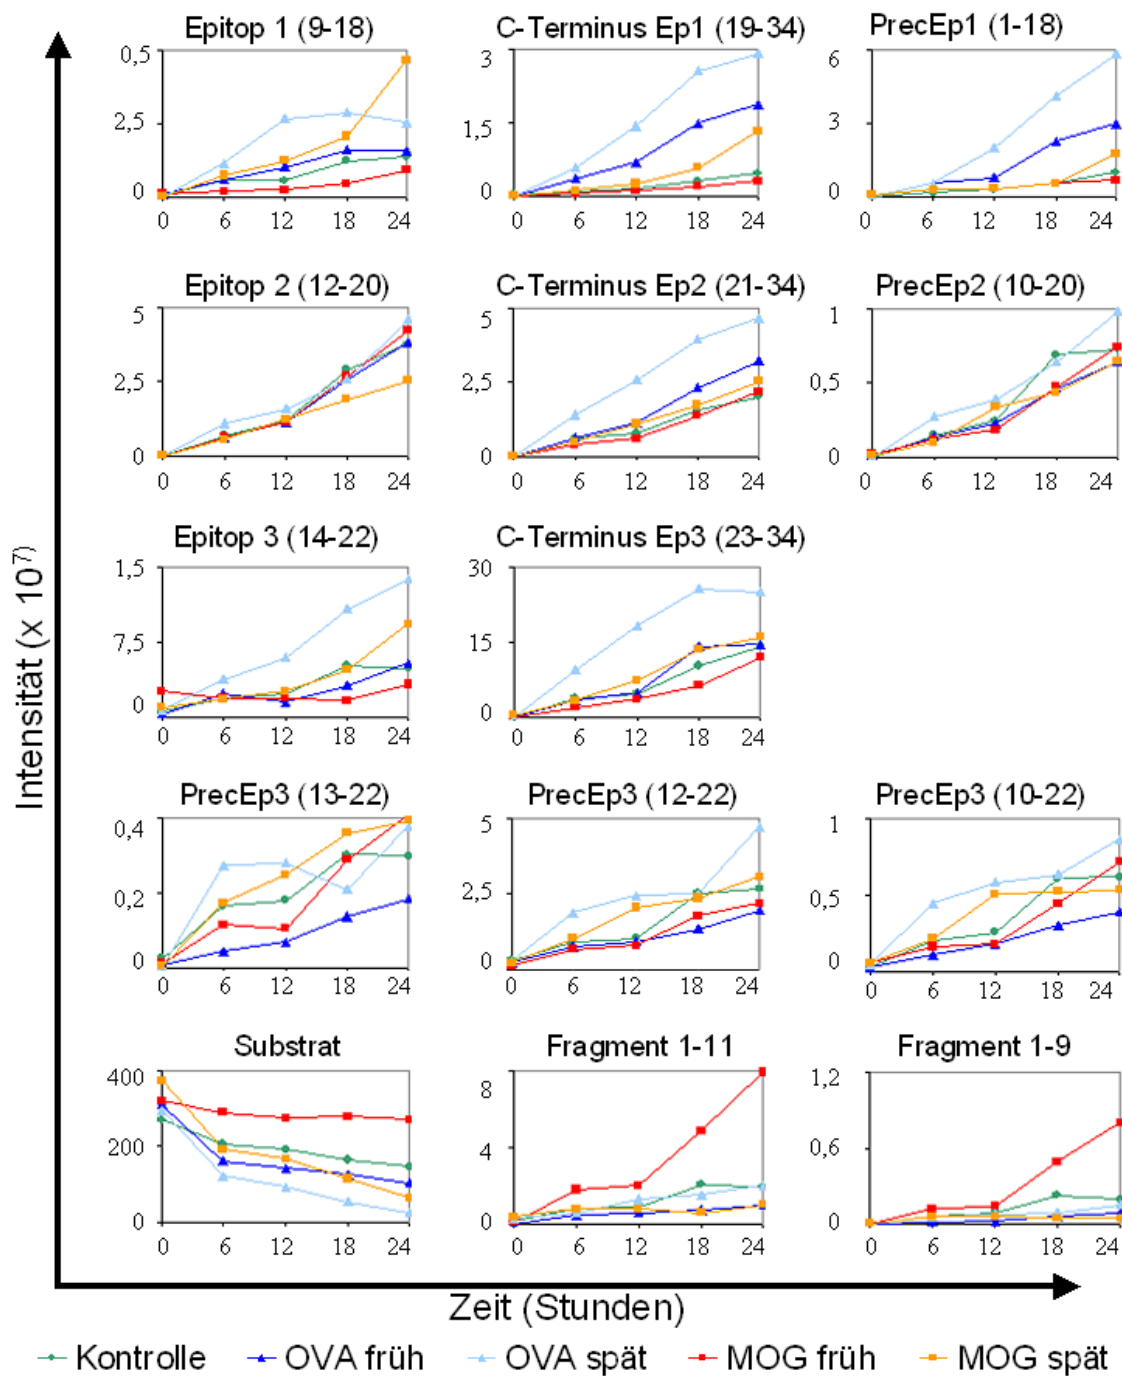 Epitop 1 (9-18) C-Terminus Ep1 (19-34) PrecEp1 (1-18)
0,5 3 6
2,5 1,5 3
0 0 0
0 6 12 18 24 0 6 12 18 24 0 6 12 18 24
Epitop 2 (12-20) C-Terminus Ep2 (21-34) PrecEp2 (10-20)
5 5 1
2,5 2,5 0,5
0 0 0
0 6 12 18 24 0 6 12 18 24 0 6 12 18 24
Epitop 3 (14-22) C-Terminus Ep3 (23-34)
1,5 30
7,5 15
0 0
0 6 12 18 24 0 6 12 18 24
Intensität (x 10⁷)
PrecEp3 (13-22) PrecEp3 (12-22) PrecEp3 (10-22)
0,4 5 1
0,2 2,5 0,5
0 0 0
0 6 12 18 24 0 6 12 18 24 0 6 12 18 24
Substrat Fragment 1-11 Fragment 1-9
400 8 1,2
200 4 0,6
0 0 0
0 6 12 18 24 0 6 12 18 24 0 6 12 18 24
Zeit (Stunden)
Kontrolle OVA früh OVA spät MOG früh MOG spät